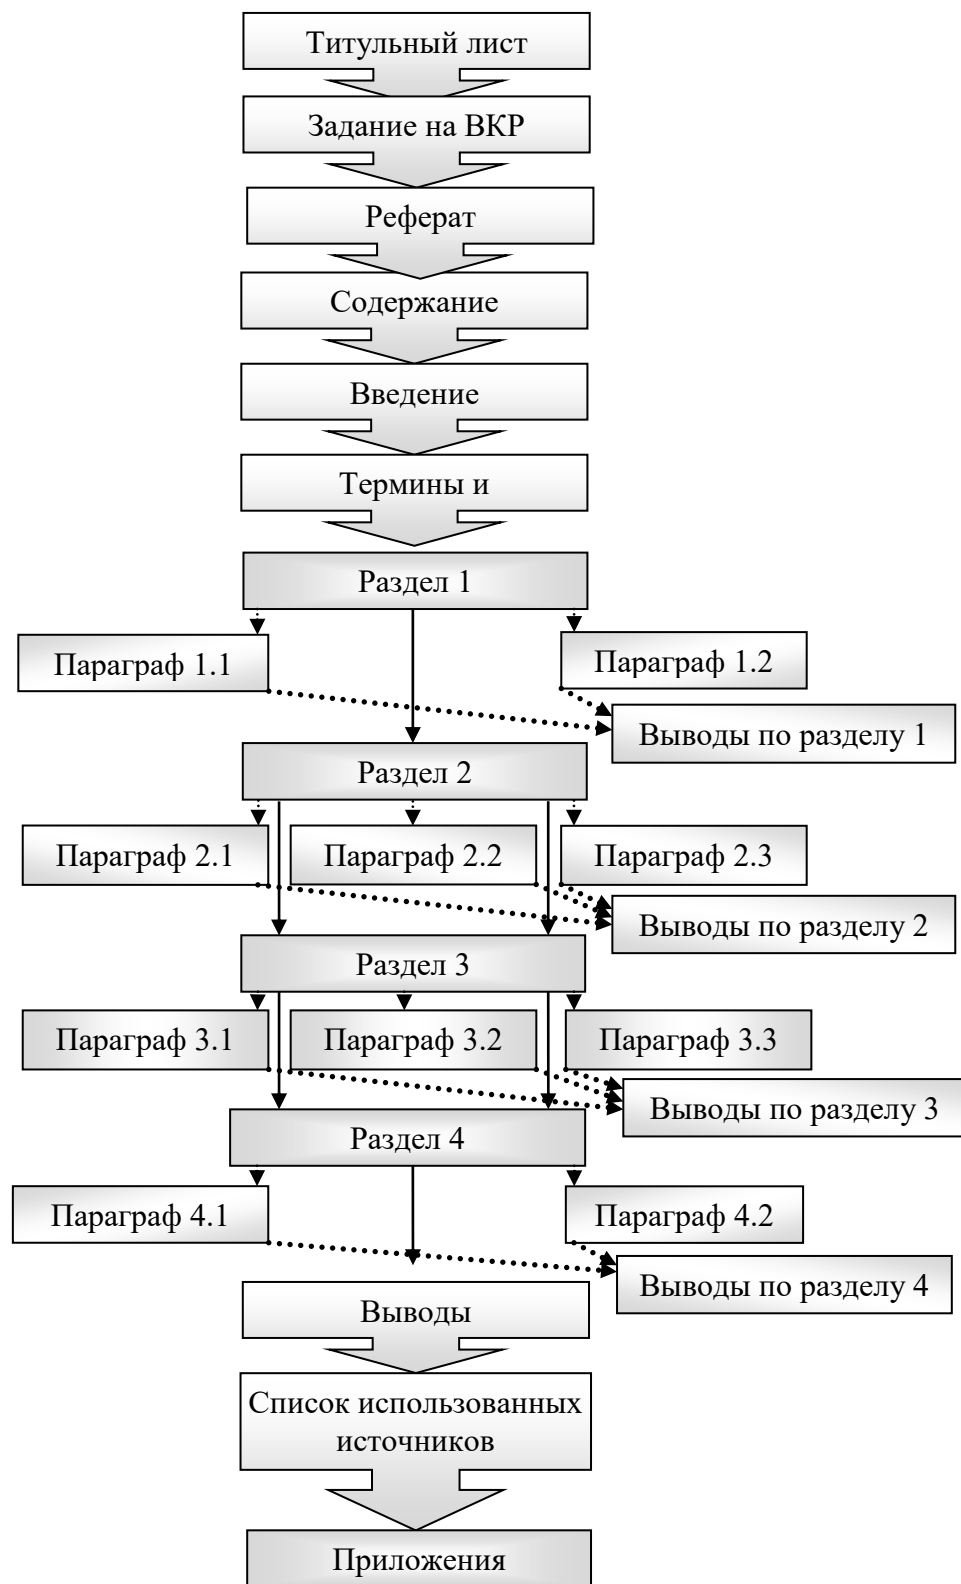 Титульный лист
Задание на ВКР
Реферат
Содержание
Введение
Термины и
Раздел 1
Параграф 1.1
Параграф 1.2
Выводы по разделу 1
Раздел 2
Параграф 2.1
Параграф 2.2
Параграф 2.3
Выводы по разделу 2
Раздел 3
Параграф 3.1
Параграф 3.2
Параграф 3.3
Выводы по разделу 3
Раздел 4
Параграф 4.1
Параграф 4.2
Выводы по разделу 4
Выводы
Список использованных
источников
Приложения